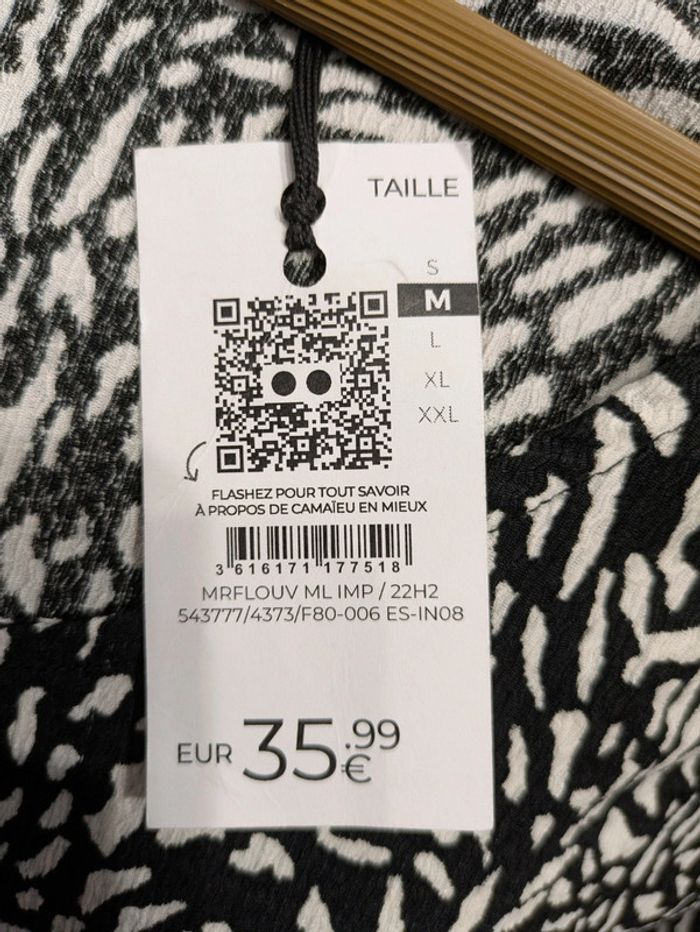 TAILLE
S
M
L
XL
XXL
FLASHEZ POUR TOUT SAVOIR
À PROPOS DE CAMAÏEU EN MIEUX
3 616171 177518
MRFLOUV ML IMP / 22H2
543777/4373/F80-006 ES-IN08
EUR 35.99€